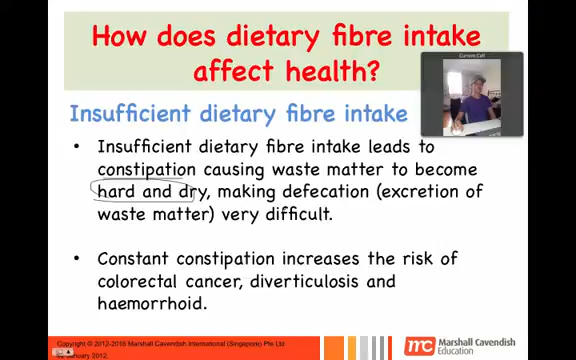 How does dietary fibre intake
affect health?
Current Call
Insufficient dietary fibre intake
• Insufficient dietary fibre intake leads to
constipation causing waste matter to become
hard and dry, making defecation (excretion of
waste matter) very difficult.
• Constant constipation increases the risk of
colorectal cancer, diverticulosis and
haemorrhoid.
Copyright © 2012-2016 Marshall Cavendish International (Singapore) Pte Ltd
January 2012.
mc Marshall Cavendish
Education